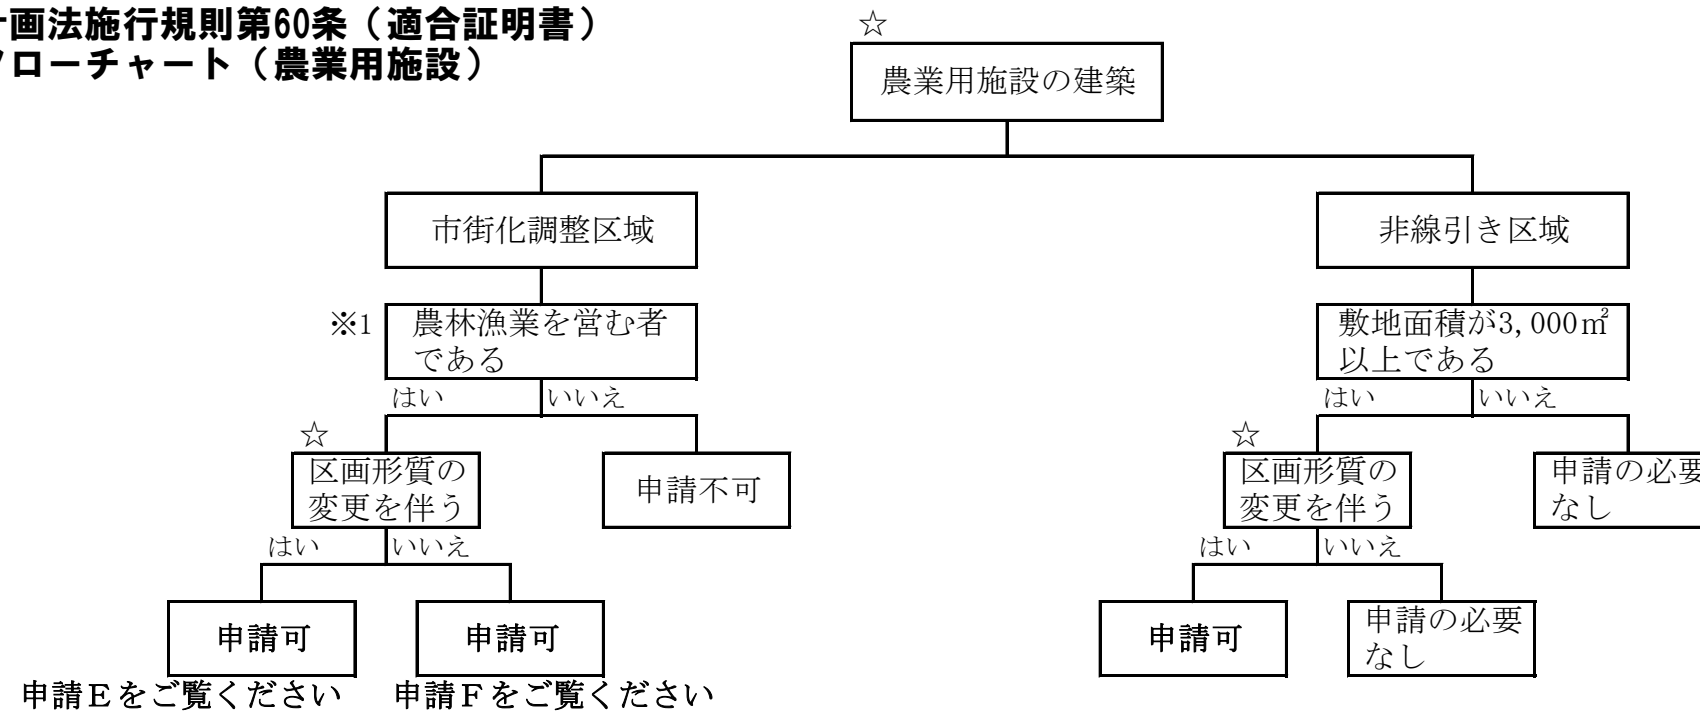 画法施行規則第60条（適合証明書）
ローチャート（農業用施設）
☆
農業用施設の建築
市街化調整区域
非線引き区域
※1
農林漁業を営む者
である
敷地面積が3,000㎡
以上である
はい
いいえ
はい
いいえ
☆
区画形質の
変更を伴う
申請不可
☆
区画形質の
変更を伴う
申請の必要
なし
はい
いいえ
はい
いいえ
申請可
申請可
申請可
申請の必要
なし
申請Ｅをご覧ください
申請Ｆをご覧ください